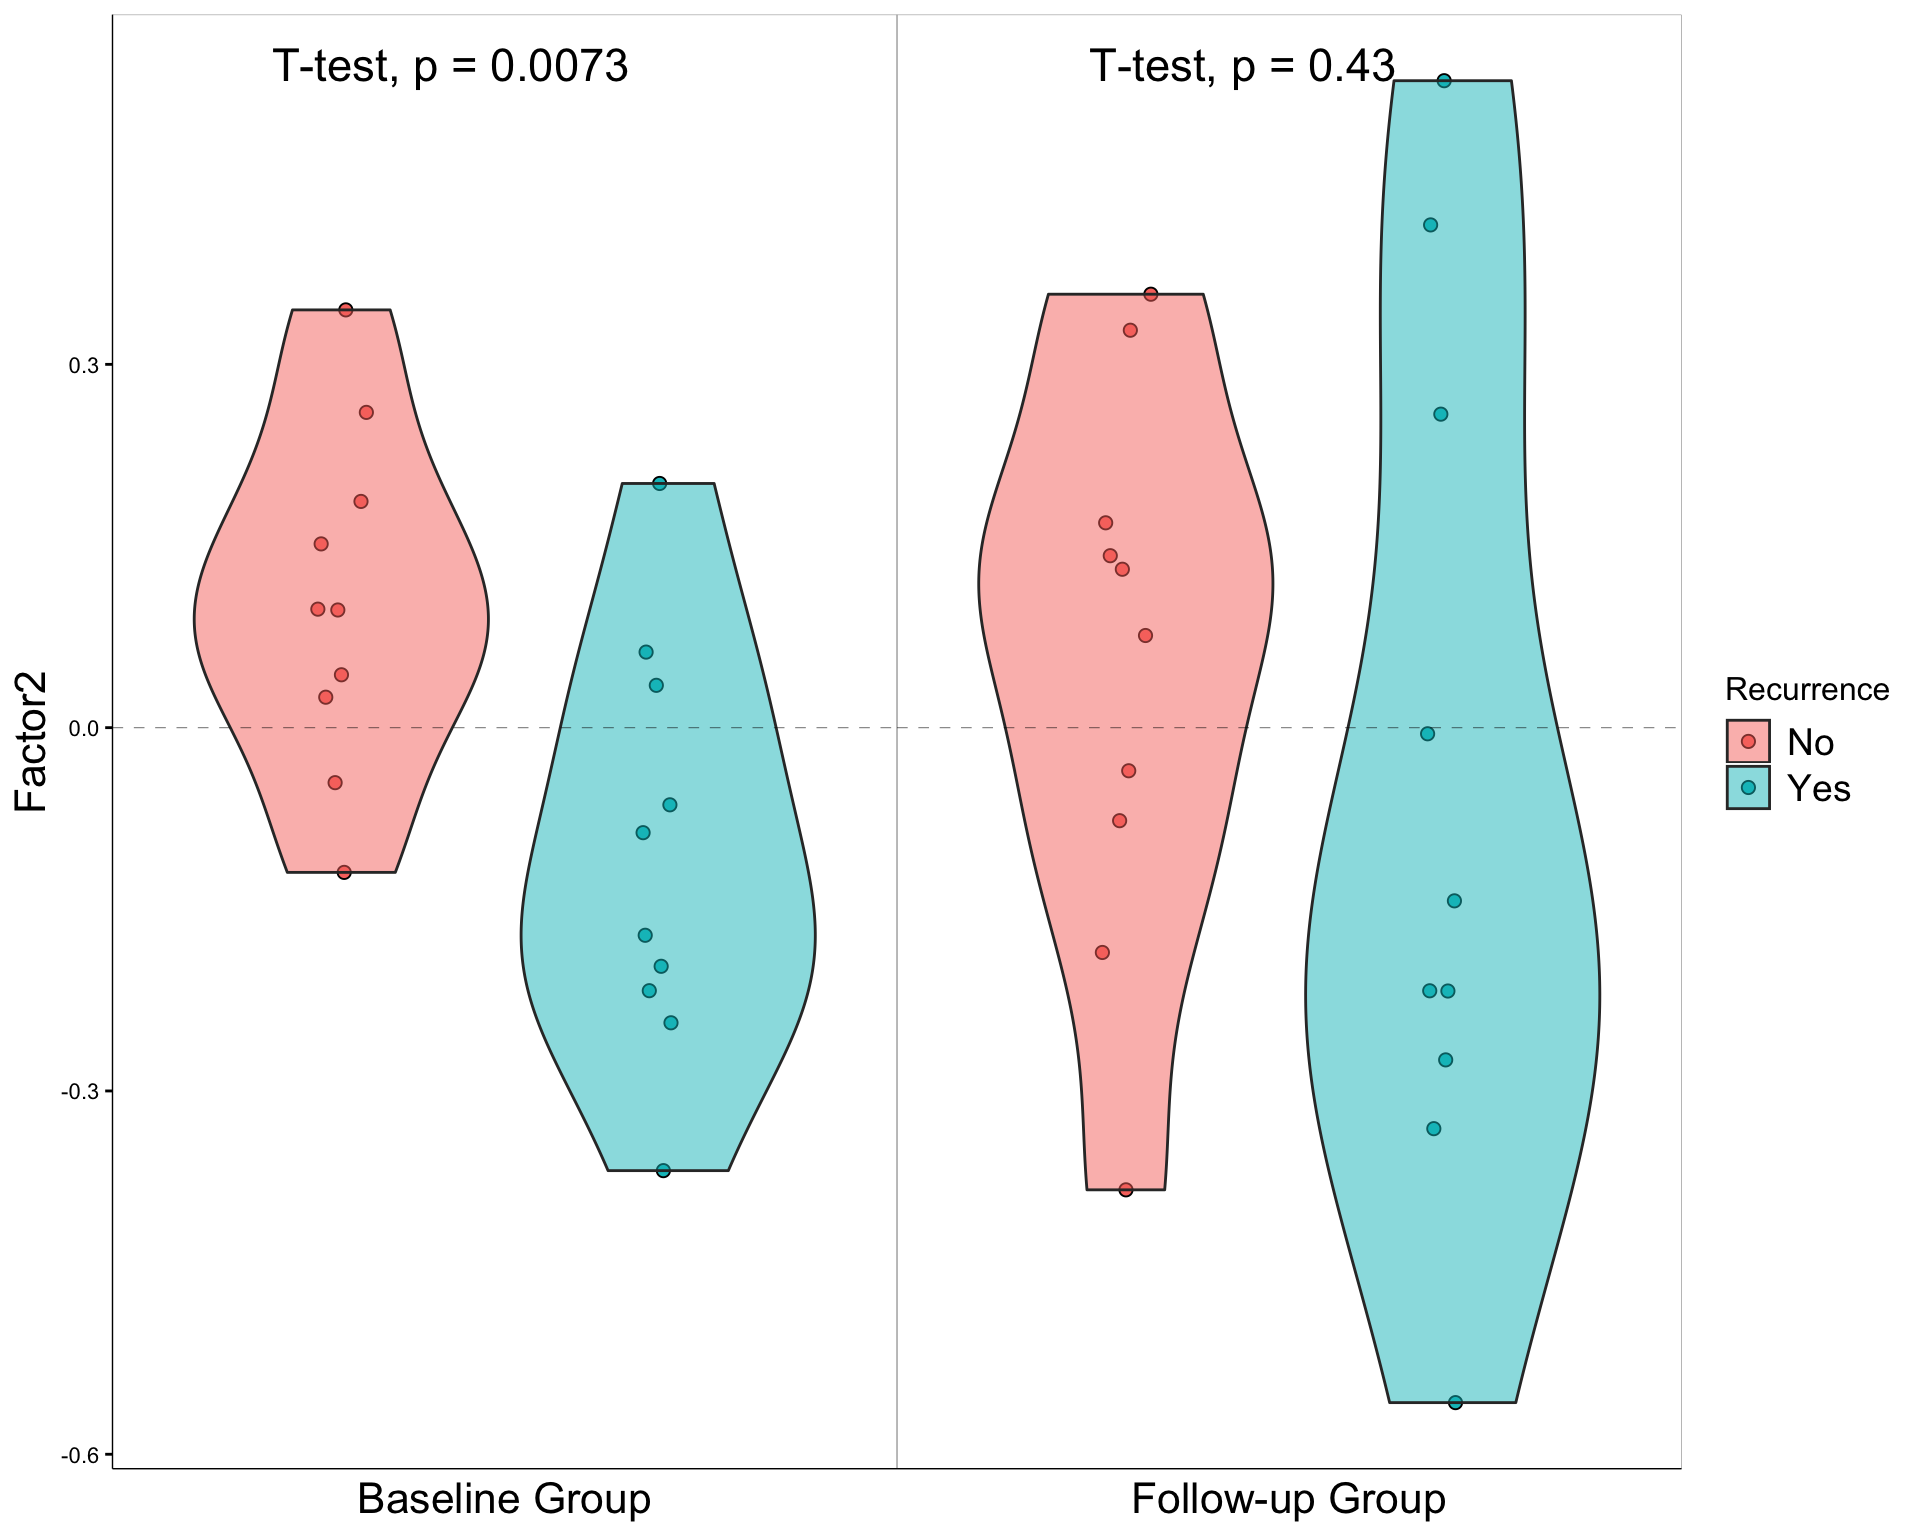 T-test, p = 0.0073
T-test, p = 0.43
Factor2
0.3
0.0
-0.3
-0.6
Baseline Group
Follow-up Group
Recurrence
No
Yes